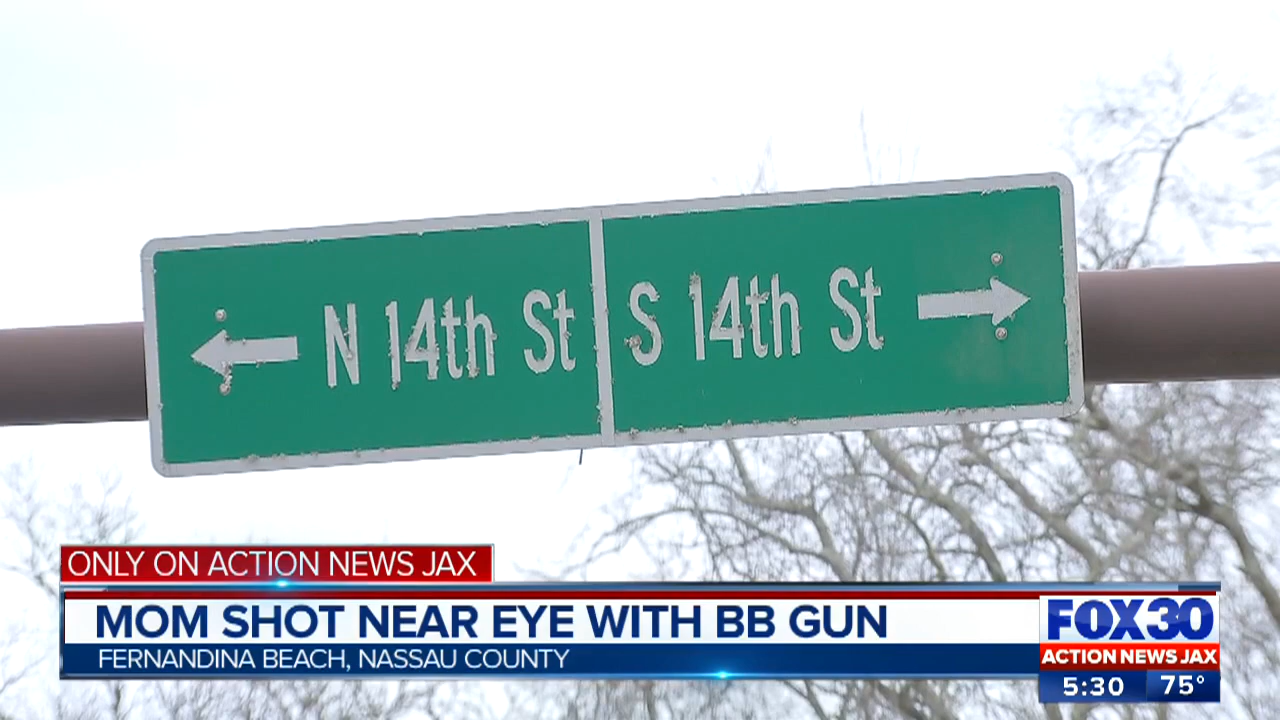 N 14th St
S 14th St
ONLY ON ACTION NEWS JAX
MOM SHOT NEAR EYE WITH BB GUN
FERNANDINA BEACH, NASSAU COUNTY
FOX30
ACTION NEWS JAX
5:30 75°